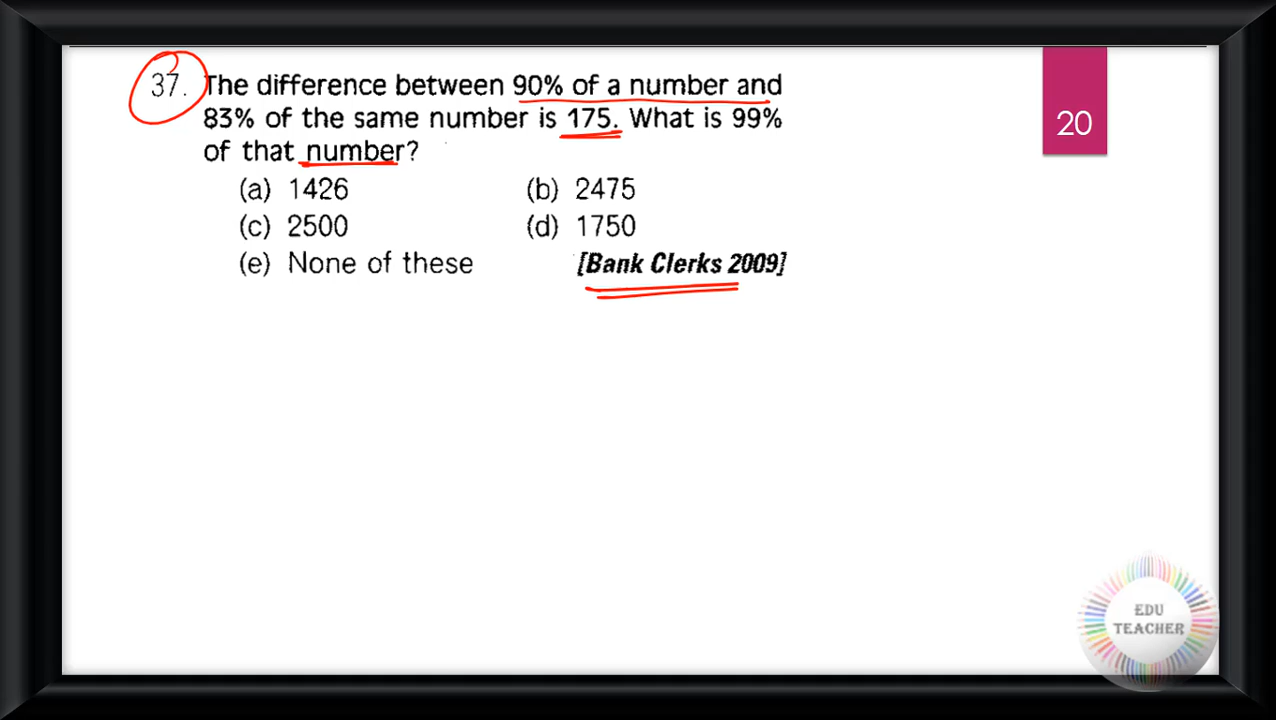 37. The difference between 90% of a number and
20
83% of the same number is 175. What is 99%
of that number?
(a) 1426 (b) 2475
(c) 2500 (d) 1750
(e) None of these [Bank Clerks 2009]
EDU
TEACHER